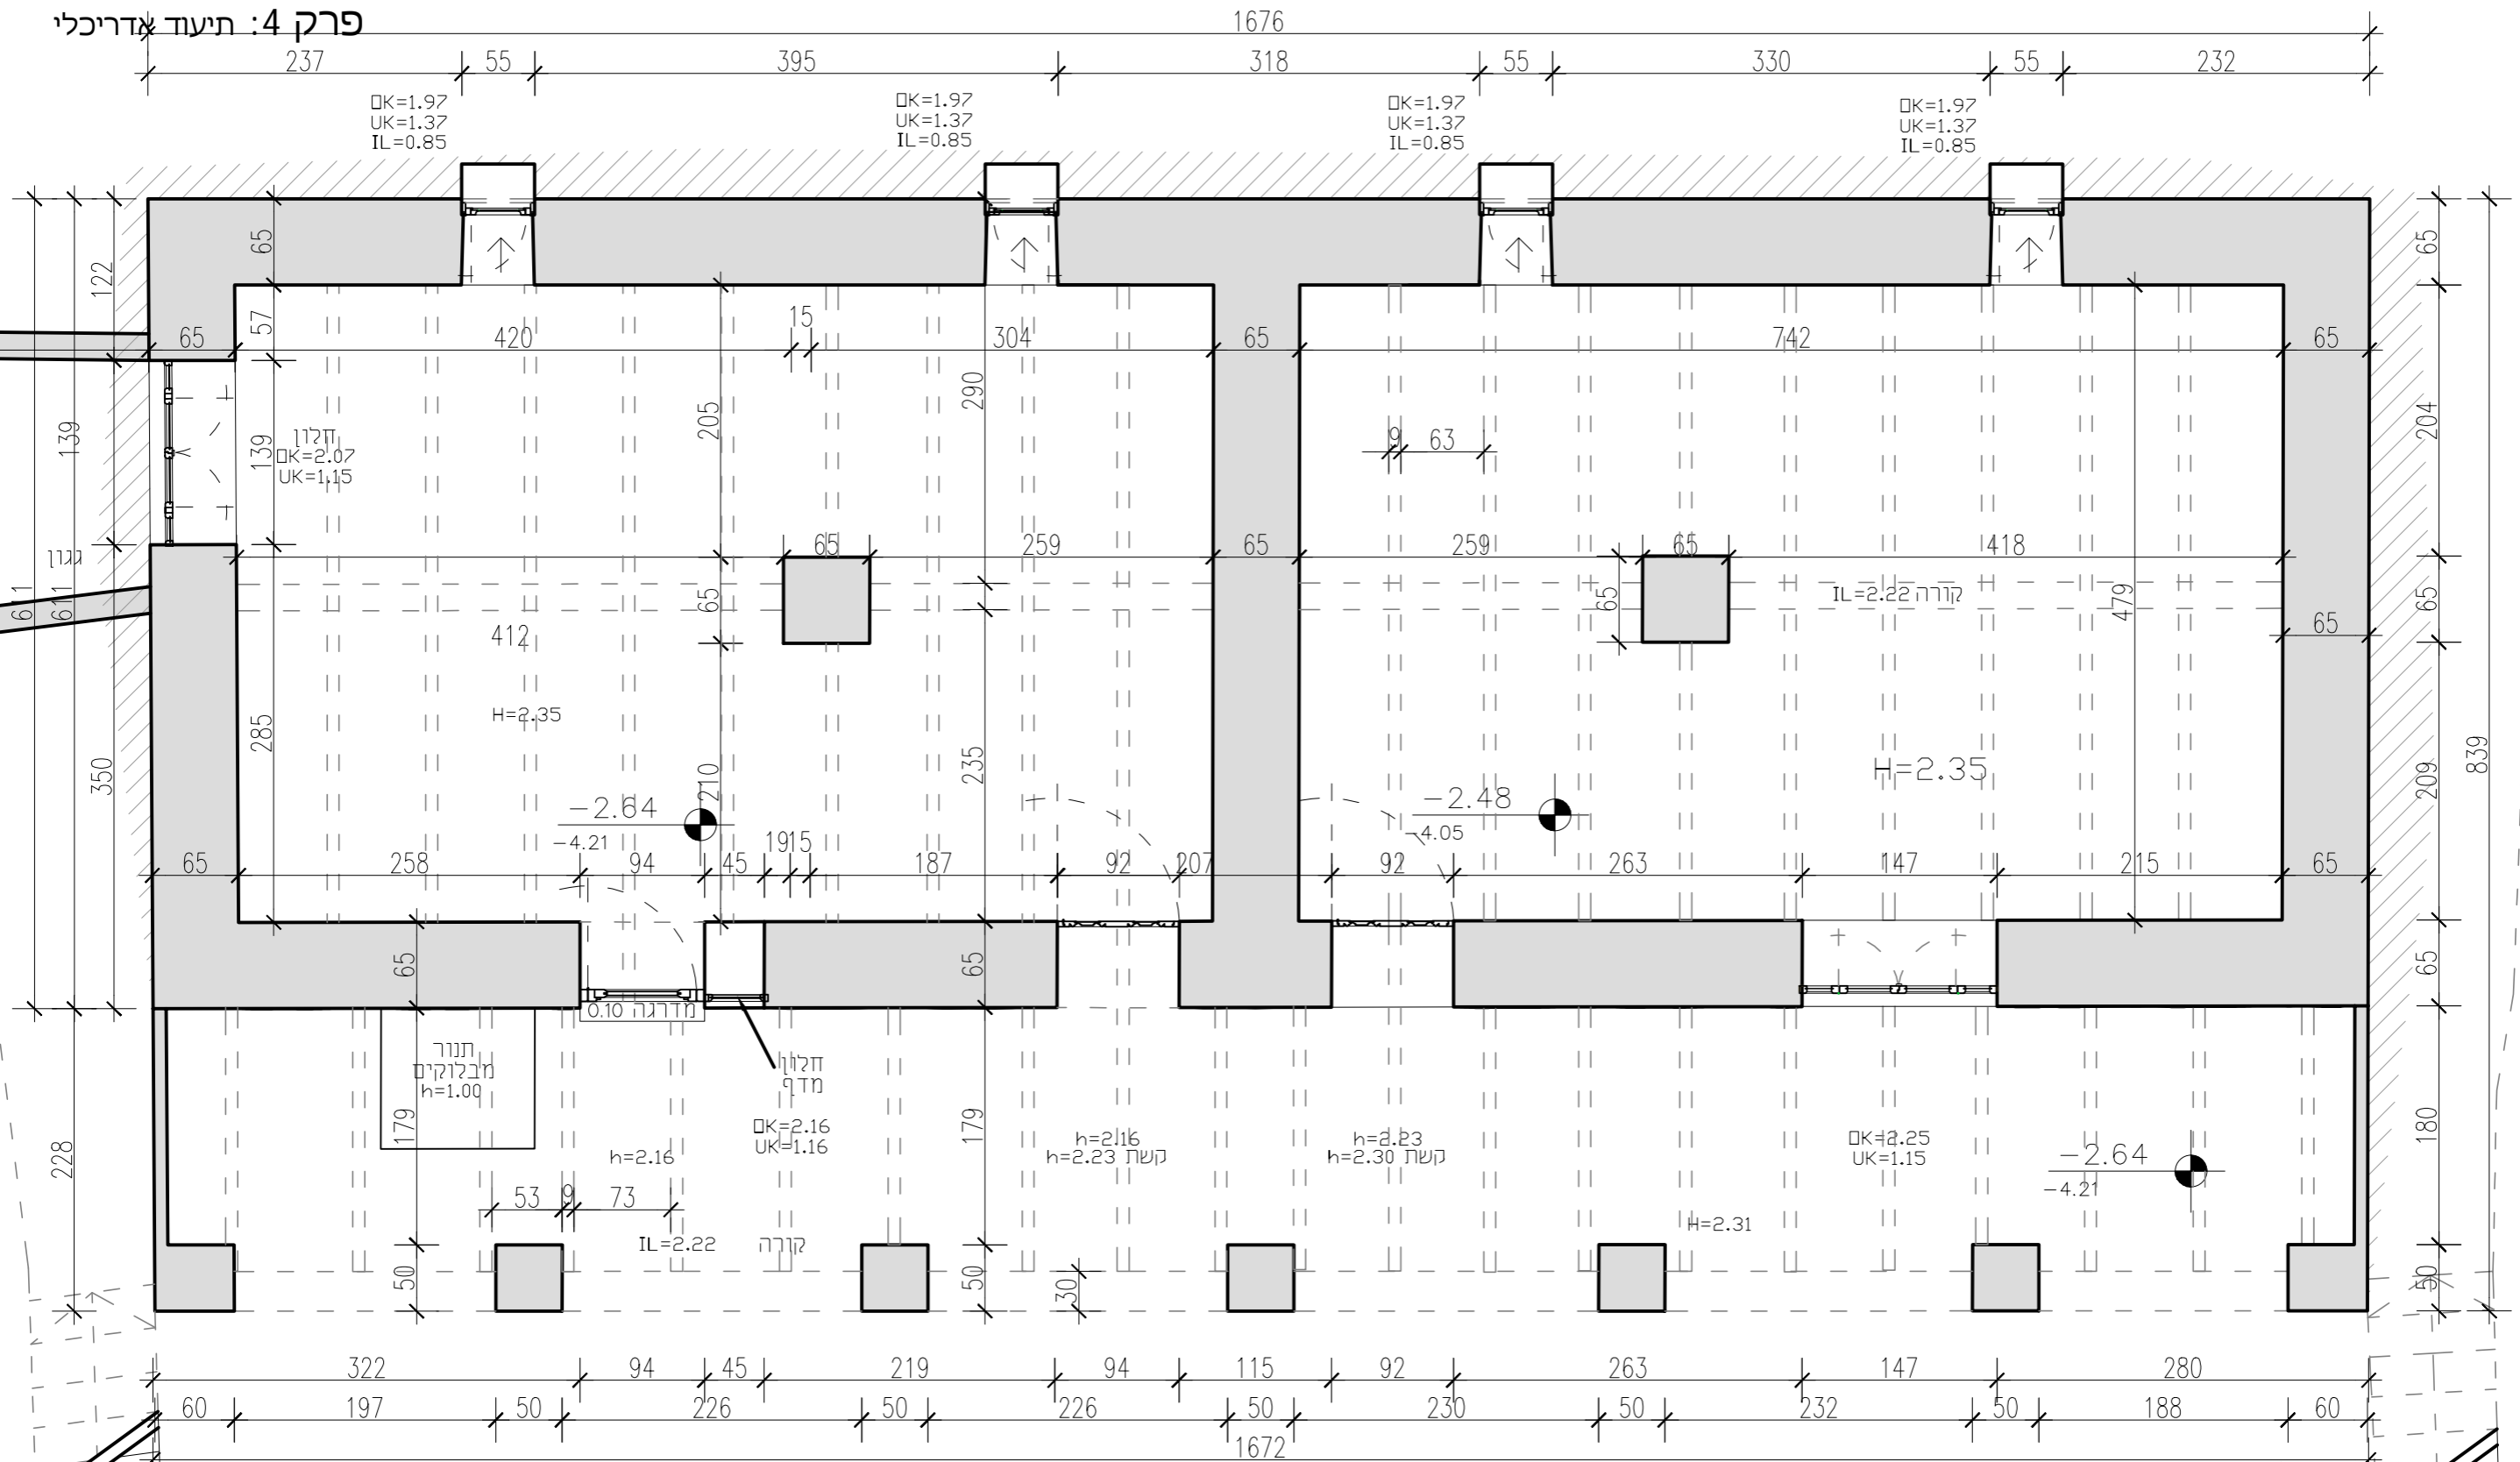 פרק 4: תיעוד אדריכלי
1676
237 55 395 318 55 330 55 232
OK=1.97
UK=1.37
IL=0.85
OK=1.97
UK=1.37
IL=0.85
OK=1.97
UK=1.37
IL=0.85
OK=1.97
UK=1.37
IL=0.85
122
65
65
57
65 420 15 304 65 742 65
139
139
205
290
9 63
204
839
חלון
OK=2.07
UK=1.15
גגון
65 259 65 259 65 418
611
611
65
65
קורה IL=2.22
479
65
65
412
H=2.35
350
285
210
235
H=2.35
209
-2.64
-4.21
-2.48
-4.05
65 258 94 45 19 15 187 92 207 92 263 147 215 65
65
65
65
מדרגה 0.10
תנור
מבלוקים
h=1.00
חלון
מדף
OK=2.16
UK=1.16
228
179
179
180
h=2.16
h=2.16
קשת h=2.23
h=2.23
קשת h=2.30
OK=2.25
UK=1.15
-2.64
-4.21
53 9 73
H=2.31
IL=2.22 קורה
50
50
30
50
322 94 45 219 94 115 92 263 147 280
60 197 50 226 50 226 50 230 50 232 50 188 60
1672